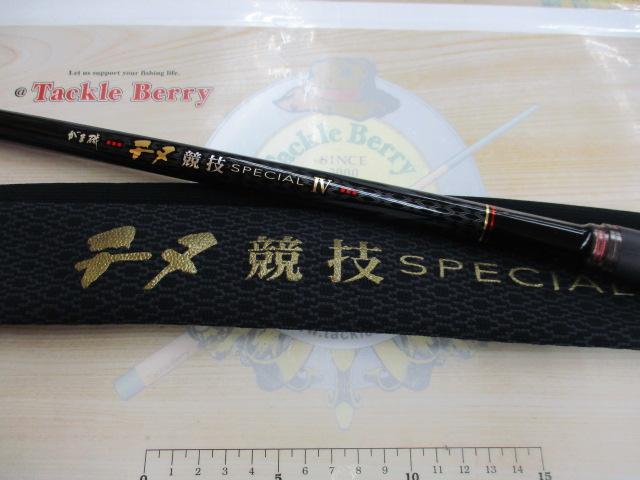 Let us support your fishing life.
@ Tackle Berry
Tackle Berry
SINCE
がま磯 チヌ 競技 SPECIAL IV
チヌ 競技 SPECIAL
www.tackle
0 1 2 3 4 5 6 7 8 9 10 11 12 13 14 15